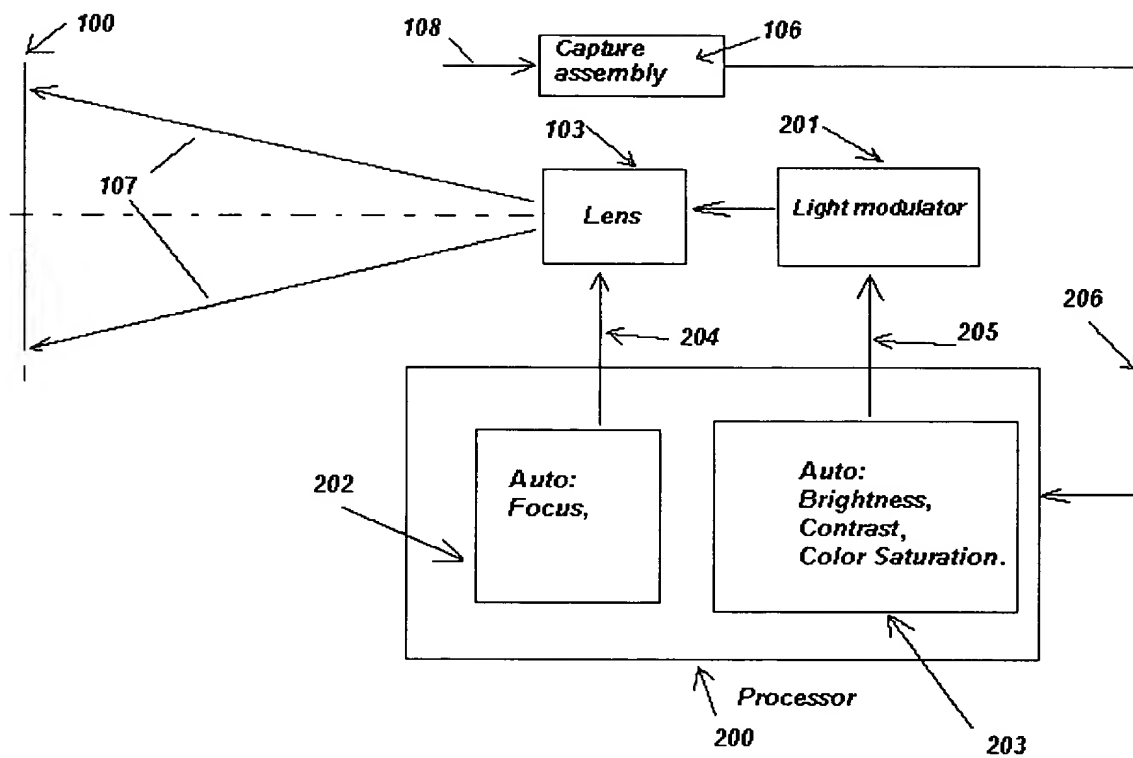 100
108
Capture
assembly
106
103
201
107
Lens
Light modulator
204
205
206
202
Auto:
Focus,
Auto:
Brightness,
Contrast,
Color Saturation.
Processor
200
203